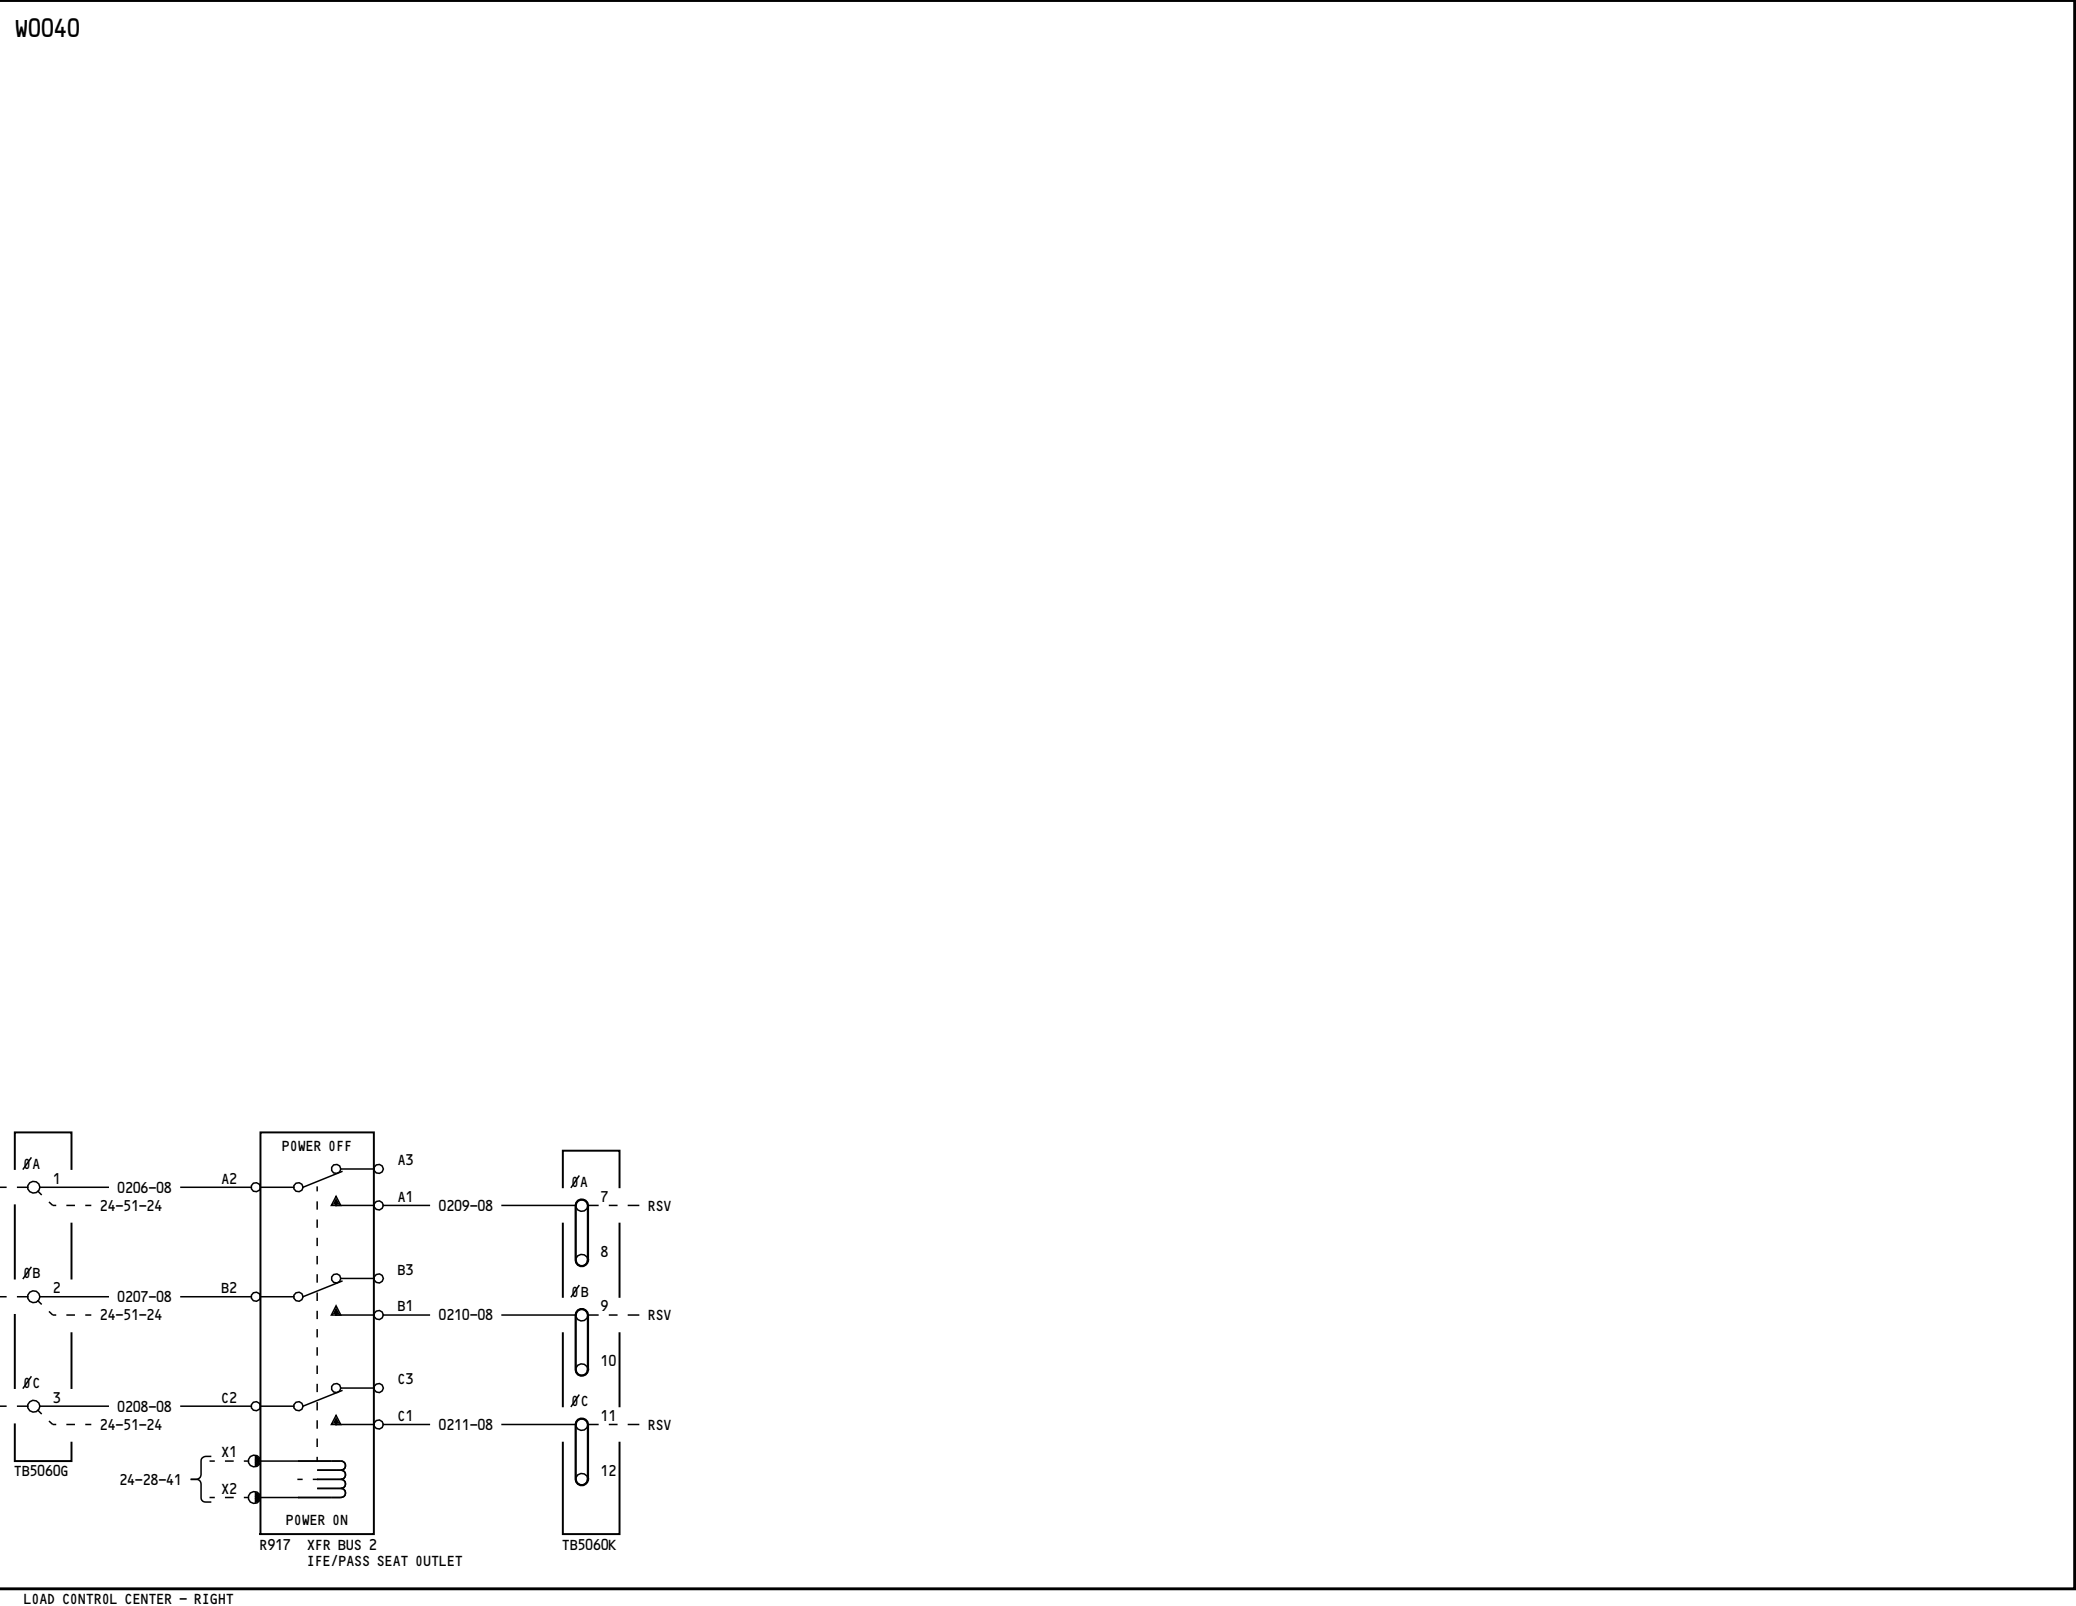 W0040
POWER OFF
A3
ØA
1
A2
ØA
0206-08
A1
7
24-51-24
0209-08
RSV
8
B3
ØB
2
B2
ØB
0207-08
B1
9
24-51-24
0210-08
RSV
10
C3
ØC
3
C2
ØC
0208-08
C1
11
24-51-24
0211-08
RSV
X1
TB5060G
12
24-28-41
X2
POWER ON
R917 XFR BUS 2
TB5060K
IFE/PASS SEAT OUTLET
LOAD CONTROL CENTER - RIGHT